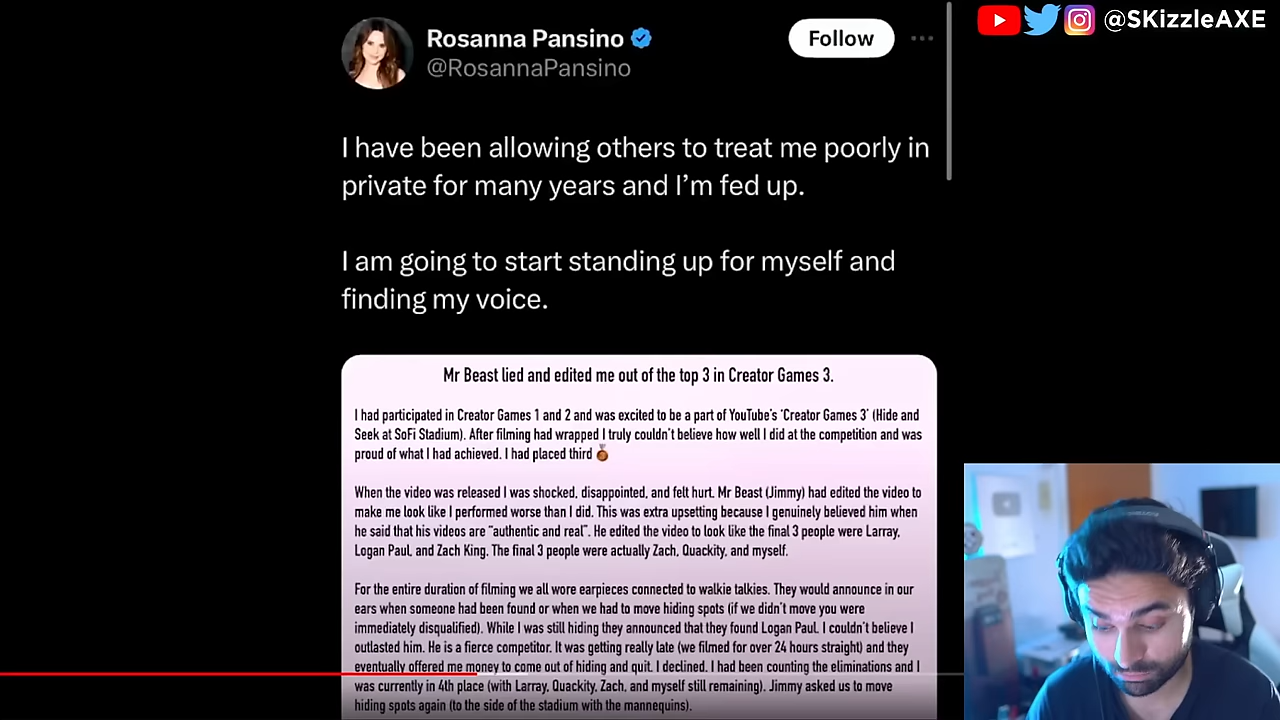 @SKizzleAXE
Rosanna Pansino
@RosannaPansino
Follow
I have been allowing others to treat me poorly in
private for many years and I’m fed up.
I am going to start standing up for myself and
finding my voice.
Mr Beast lied and edited me out of the top 3 in Creator Games 3.
I had participated in Creator Games 1 and 2 and was excited to be a part of YouTube's 'Creator Games 3' (Hide and
Seek at SoFi Stadium). After filming had wrapped I truly couldn't believe how well I did at the competition and was
proud of what I had achieved. I had placed third 🥉
When the video was released I was shocked, disappointed, and felt hurt. Mr Beast (Jimmy) had edited the video to
make me look like I performed worse than I did. This was extra upsetting because I genuinely believed him when
he said that his videos are "authentic and real". He edited the video to look like the final 3 people were Larray,
Logan Paul, and Zach King. The final 3 people were actually Zach, Quackity, and myself.
For the entire duration of filming we all wore earpieces connected to walkie talkies. They would announce in our
ears when someone had been found or when we had to move hiding spots (if we didn't move you were
immediately disqualified). While I was still hiding they announced that they found Logan Paul. I couldn't believe I
outlasted him. He is a fierce competitor. It was getting really late (we filmed for over 24 hours straight) and they
eventually offered me money to come out of hiding and quit. I declined. I had been counting the eliminations and I
was currently in 4th place (with Larray, Quackity, Zach, and myself still remaining). Jimmy asked us to move
hiding spots again (to the side of the stadium with the mannequins).